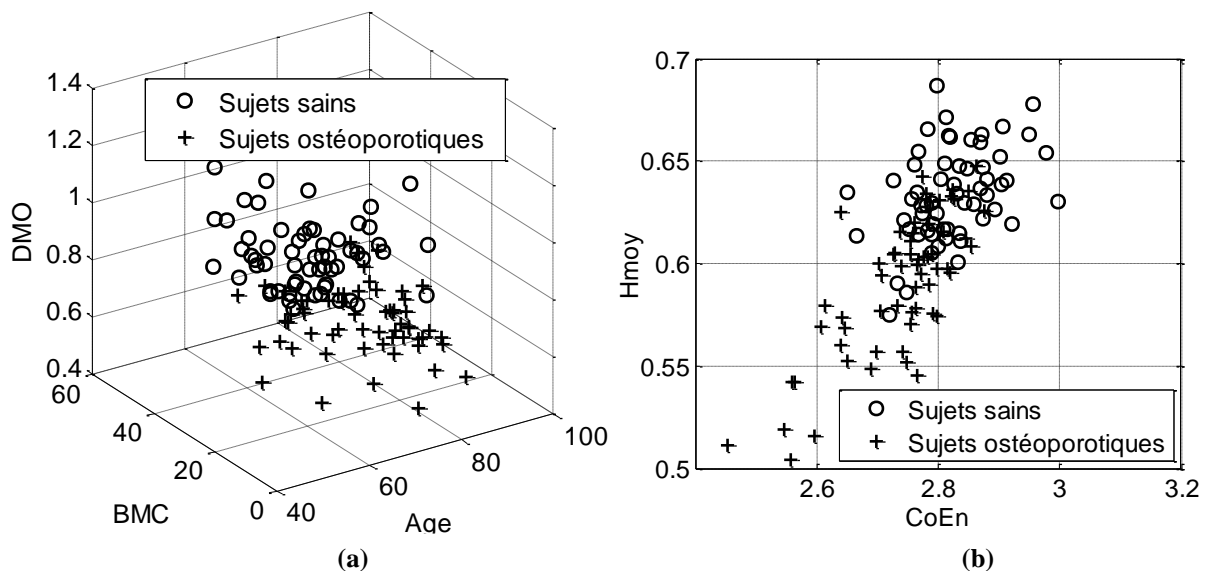 1.4
1.2
1
0.8
0.6
0.4
DMO
60
40
20
0
BMC
40
60
80
100
Age
Sujets sains
Sujets ostéoporotiques
(a)
0.7
0.65
0.6
0.55
0.5
Hmoy
2.6
2.8
3
3.2
CoEn
Sujets sains
Sujets ostéoporotiques
(b)